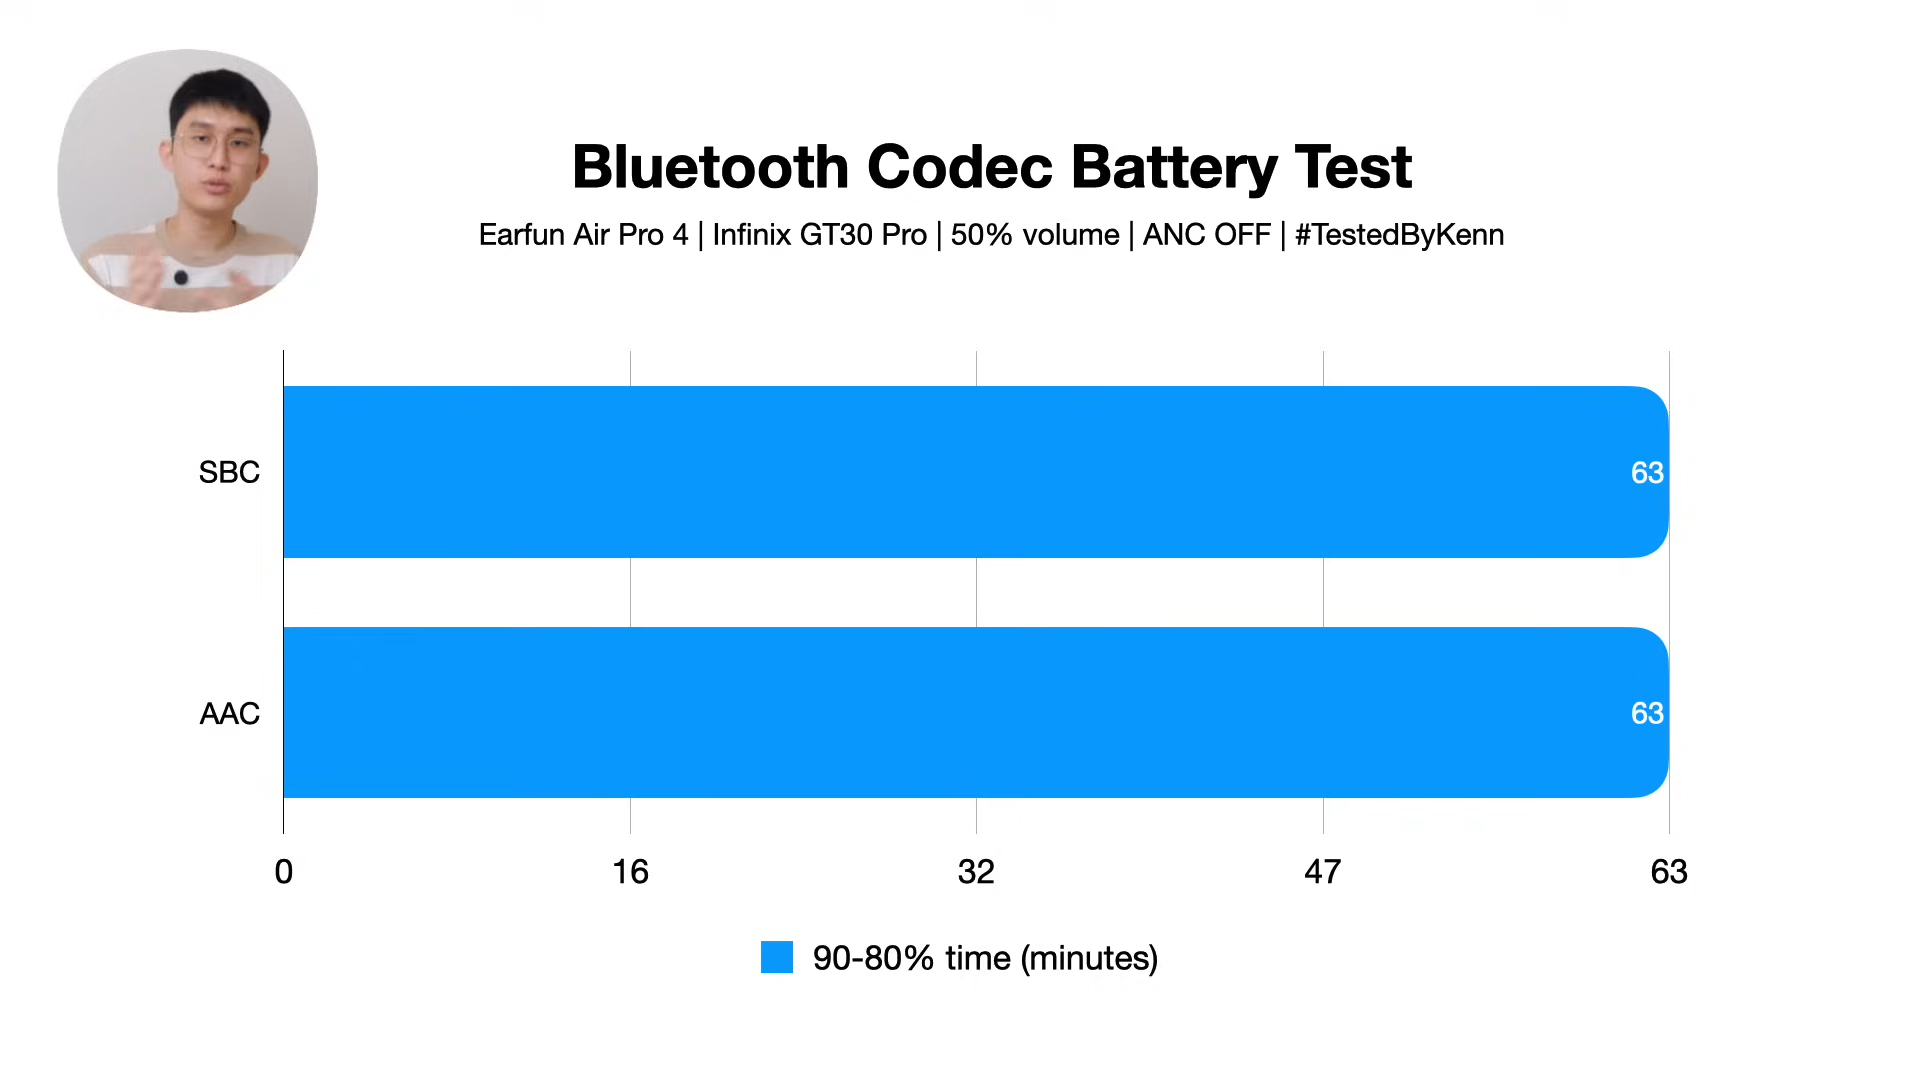 Bluetooth Codec Battery Test
Earfun Air Pro 4 | Infinix GT30 Pro | 50% volume | ANC OFF | #TestedByKenn
SBC
63
AAC
63
0 16 32 47 63
90-80% time (minutes)